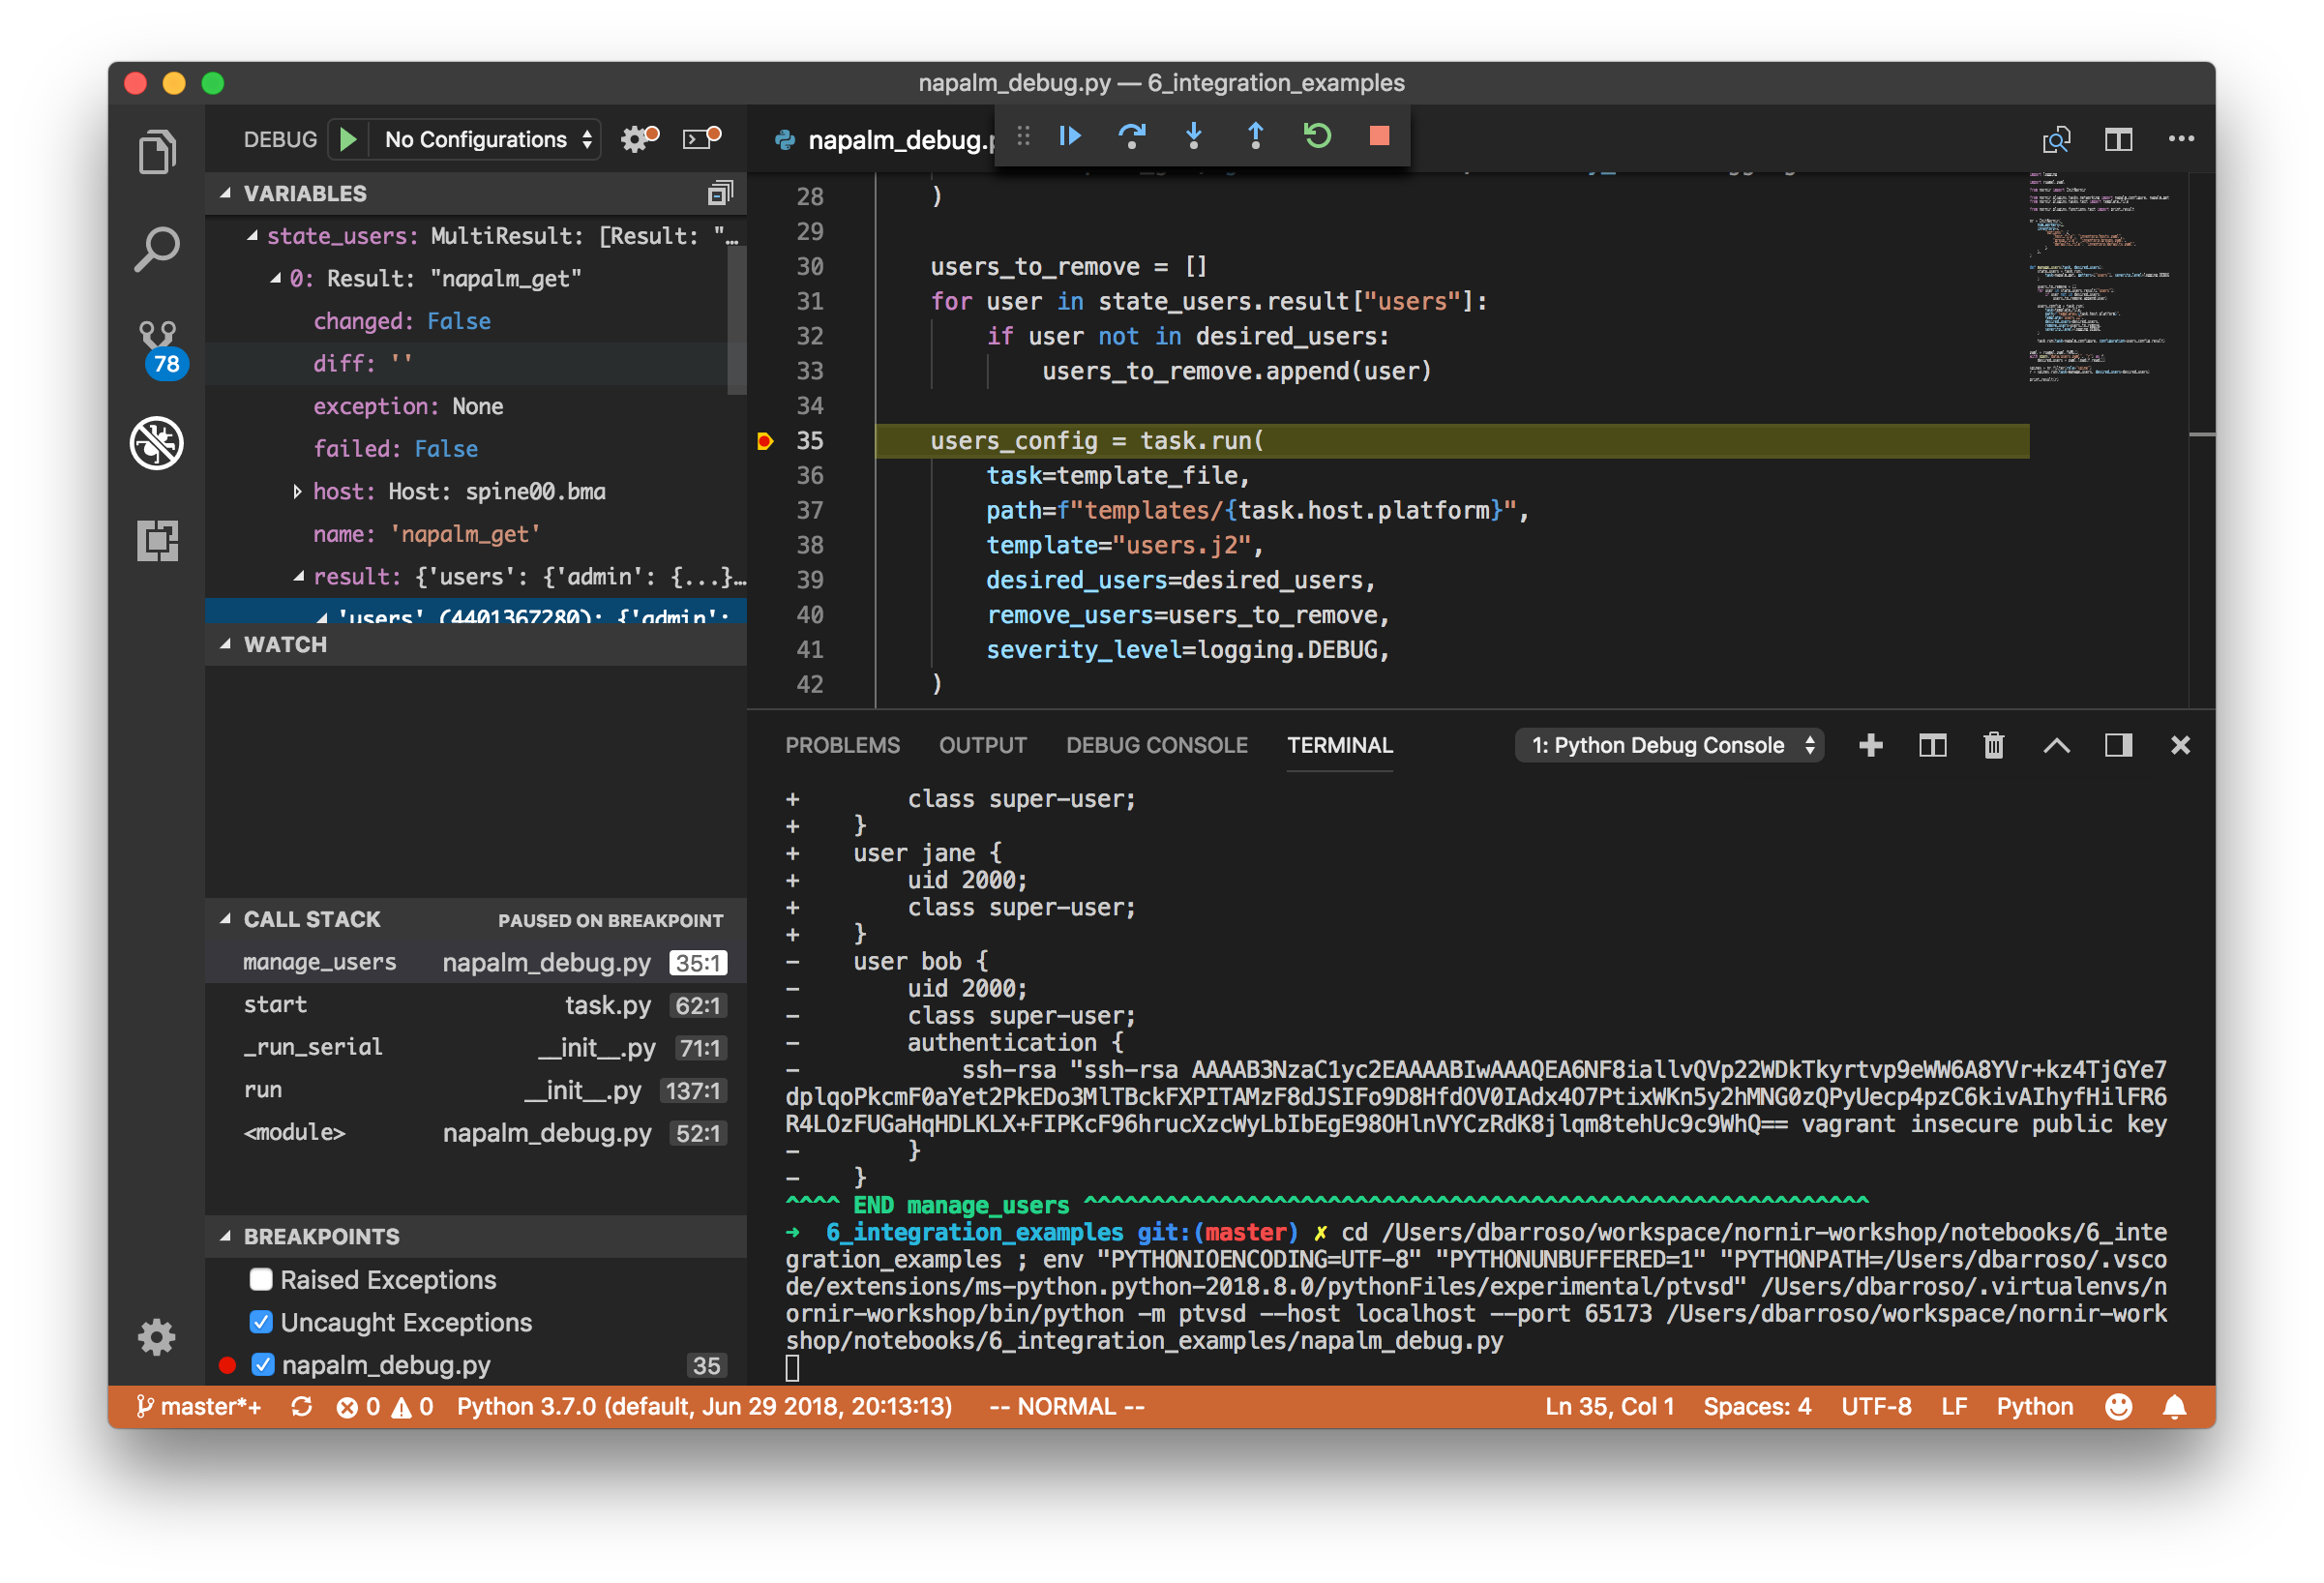 napalm_debug.py — 6_integration_examples
DEBUG
No Configurations
VARIABLES
state_users: MultiResult: [Result: "…
0: Result: "napalm_get"
changed: False
diff: ''
exception: None
failed: False
host: Host: spine00.bma
name: 'napalm_get'
result: {'users': {'admin': {...}…
'users' (4401367280): {'admin':
WATCH
CALL STACK
PAUSED ON BREAKPOINT
manage_users napalm_debug.py 35:1
start task.py 62:1
_run_serial __init__.py 71:1
run __init__.py 137:1
<module> napalm_debug.py 52:1
BREAKPOINTS
Raised Exceptions
Uncaught Exceptions
napalm_debug.py 35
78
napalm_debug.p
28 )
29
30 users_to_remove = []
31 for user in state_users.result["users"]:
32 if user not in desired_users:
33 users_to_remove.append(user)
34
35 users_config = task.run(
36 task=template_file,
37 path=f"templates/{task.host.platform}",
38 template="users.j2",
39 desired_users=desired_users,
40 remove_users=users_to_remove,
41 severity_level=logging.DEBUG,
42 )
PROBLEMS OUTPUT DEBUG CONSOLE TERMINAL
1: Python Debug Console
+ class super-user;
+ }
+ user jane {
+ uid 2000;
+ class super-user;
+ }
- user bob {
- uid 2000;
- class super-user;
- authentication {
- ssh-rsa "ssh-rsa AAAAB3NzaC1yc2EAAAABIwAAAQEA6NF8iallvQVp22WDkTkyrtvp9eWW6A8YVr+kz4TjGYe7
dplqoPkcmF0aYet2PkEDo3MlTBckFXPITAMzF8dJSIFo9D8HfdOV0IAdx4O7PtixWKn5y2hMNG0zQPyUecp4pzC6kivAIhyfHilFR6
R4LOzFUGaHqHDLKLX+FIPKcF96hrucXzcWyLbIbEgE98OHlnVYCzRdK8jlqm8tehUc9c9WhQ== vagrant insecure public key
- }
- }
^^^^ END manage_users ^^^^^^^^^^^^^^^^^^^^^^^^^^^^^^^^^^^^^^^^^^^^^^^^^^^^^^^^^^
➜ 6_integration_examples git:(master) ✗ cd /Users/dbarroso/workspace/nornir-workshop/notebooks/6_inte
gration_examples ; env "PYTHONIOENCODING=UTF-8" "PYTHONUNBUFFERED=1" "PYTHONPATH=/Users/dbarroso/.vsco
de/extensions/ms-python.python-2018.8.0/pythonFiles/experimental/ptvsd" /Users/dbarroso/.virtualenvs/n
ornir-workshop/bin/python -m ptvsd --host localhost --port 65173 /Users/dbarroso/workspace/nornir-work
shop/notebooks/6_integration_examples/napalm_debug.py
master*+ 0 0 Python 3.7.0 (default, Jun 29 2018, 20:13:13) -- NORMAL -- Ln 35, Col 1 Spaces: 4 UTF-8 LF Python